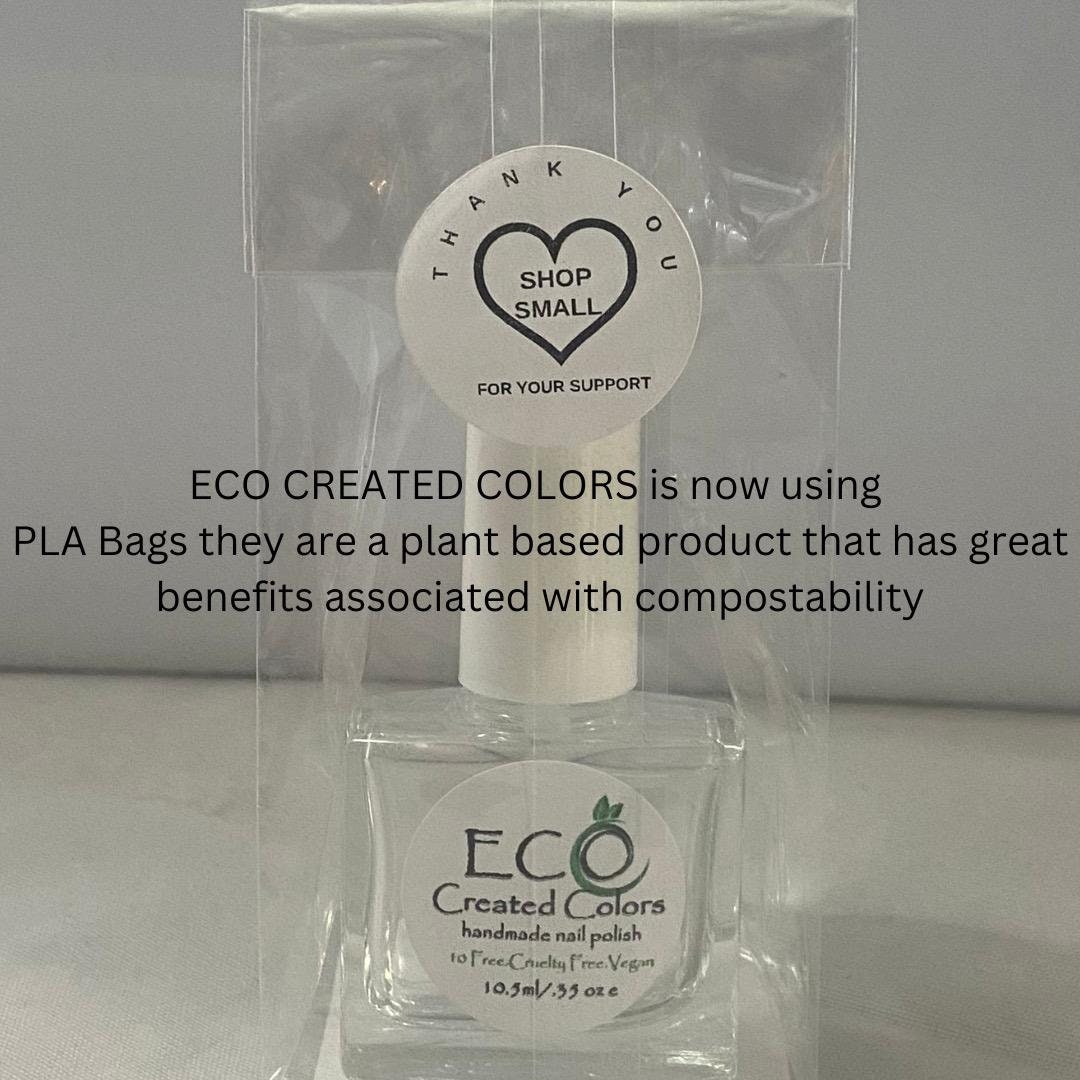 THANK YOU
SHOP
SMALL
FOR YOUR SUPPORT
ECO CREATED COLORS is now using
PLA Bags they are a plant based product that has great
benefits associated with compostability
ECO
Created Colors
handmade nail polish
10 Free.Cruelty Free.Vegan
10.5ml/.35 oz e